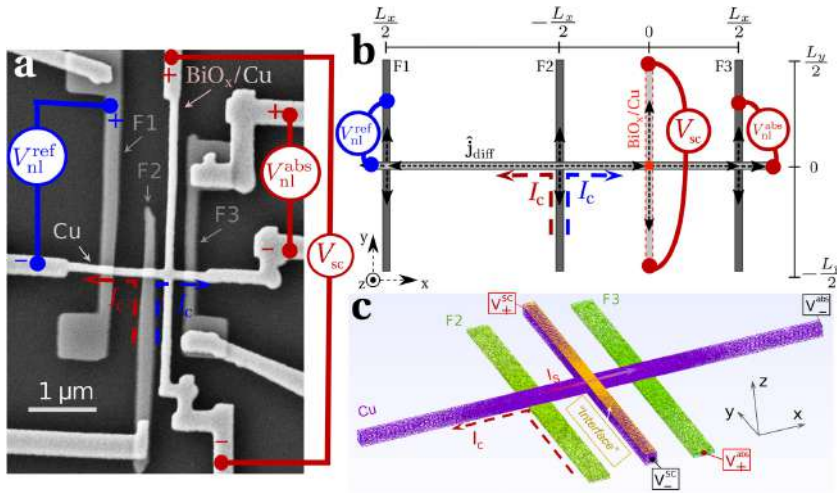 a
+
BiOₓ/Cu
F1
F2
F3
+
+
V_nl^ref
V_nl^abs
V_sc
Cu
−
−
I_c
I_c
1 µm
−
b
L_x/2
−L_x/2
0
L_x/2
F1
F2
BiOₓ/Cu
F3
L_y/2
V_nl^ref
V_sc
V_nl^abs
ĵ_diff
0
I_c
I_c
y
z
x
−L_y/2
c
V_+^sc
F3
V_−^abs
F2
I_s
Cu
"Interface"
I_c
z
y
x
V_+^abs
V_−^sc